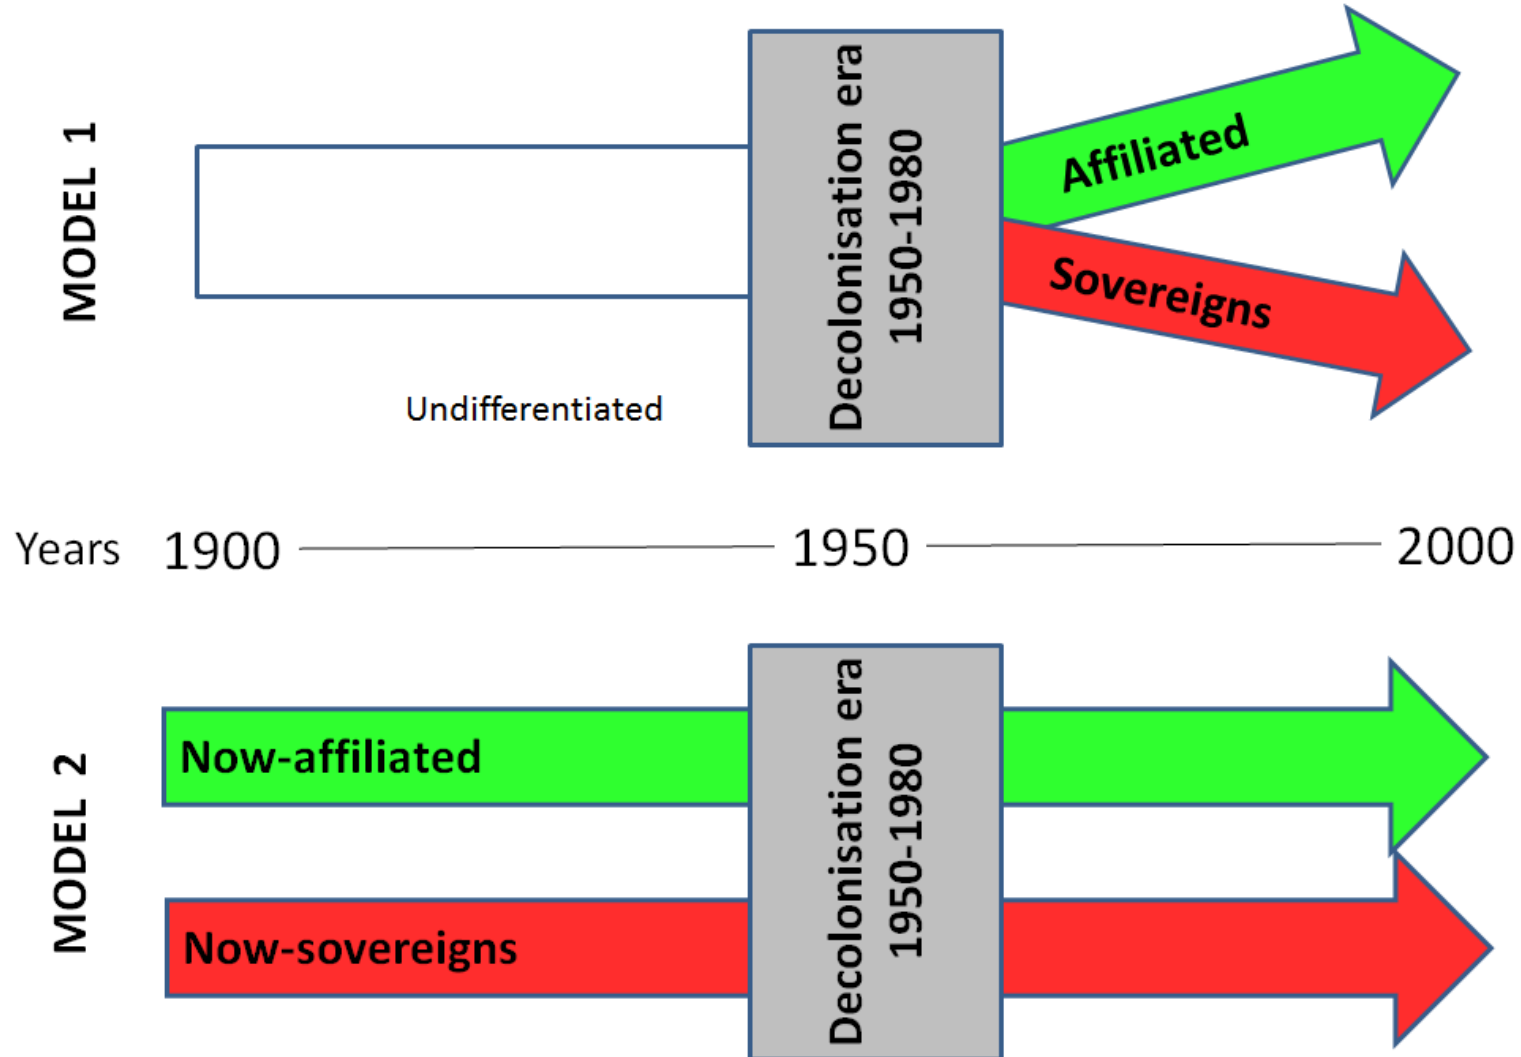 MODEL 1
Decolonisation era
1950-1980
Affiliated
Sovereigns
Undifferentiated
Years 1900 1950 2000
MODEL 2
Now-affiliated
Now-sovereigns
Decolonisation era
1950-1980